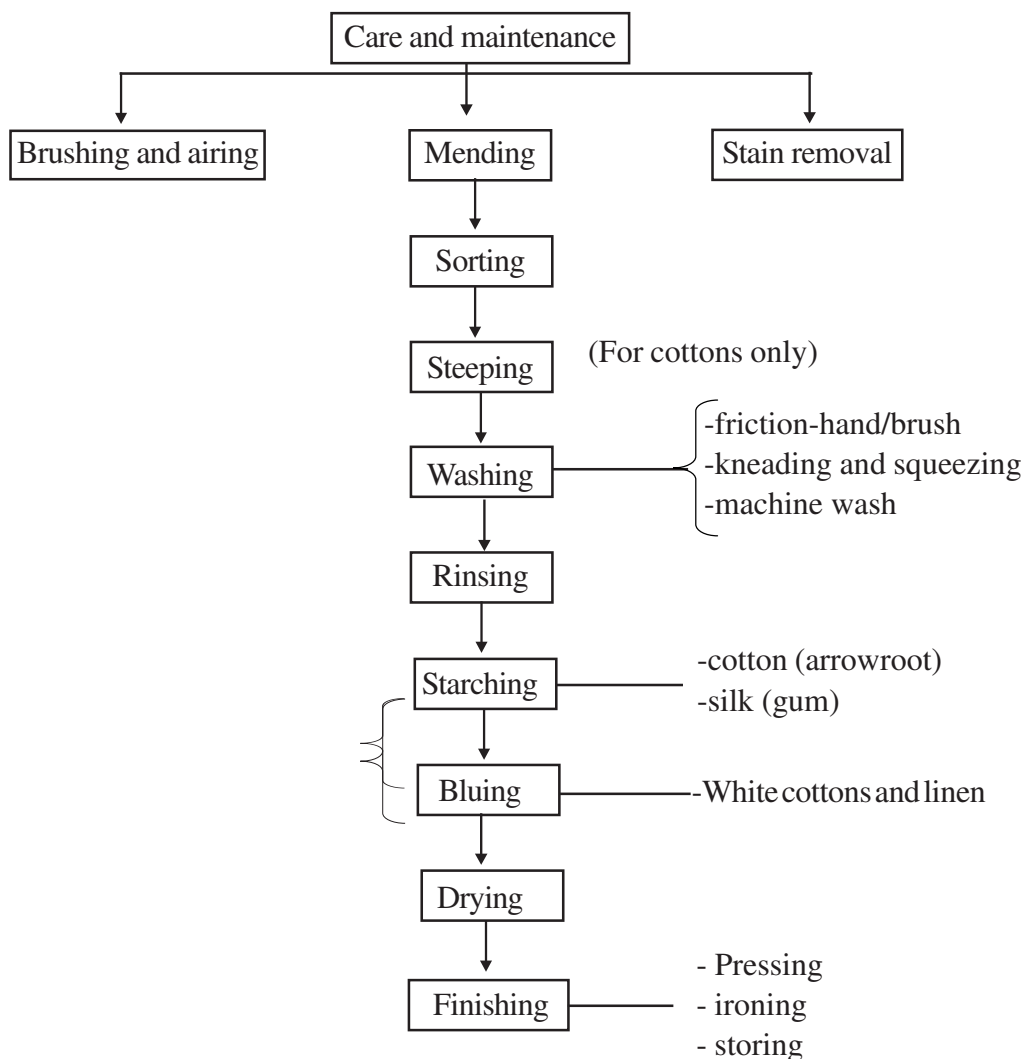 Care and maintenance
Brushing and airing
Mending
Stain removal
Sorting
Steeping
(For cottons only)
Washing
-friction-hand/brush
-kneading and squeezing
-machine wash
Rinsing
Starching
-cotton (arrowroot)
-silk (gum)
Bluing
-White cottons and linen
Drying
Finishing
- Pressing
- ironing
- storing